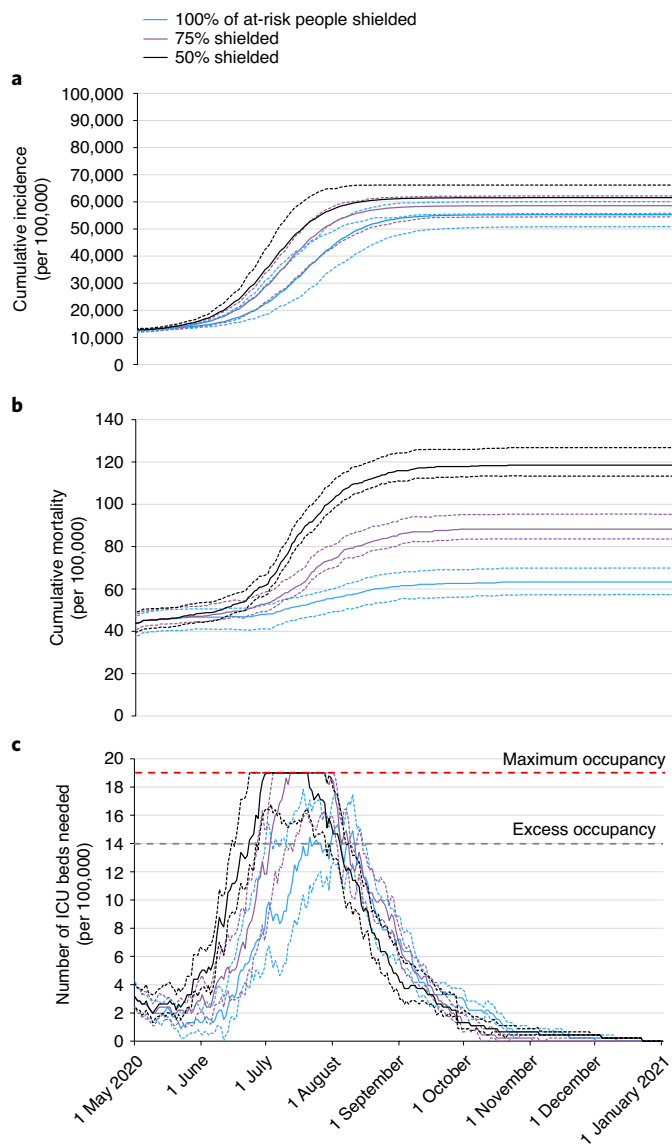 100% of at-risk people shielded
75% shielded
50% shielded
a
100,000
90,000
80,000
70,000
60,000
50,000
40,000
30,000
20,000
10,000
0
Cumulative incidence
(per 100,000)
b
140
120
100
80
60
40
20
0
Cumulative mortality
(per 100,000)
c
20
18
16
14
12
10
8
6
4
2
0
Number of ICU beds needed
(per 100,000)
Maximum occupancy
Excess occupancy
1 May 2020
1 June
1 July
1 August
1 September
1 October
1 November
1 December
1 January 2021